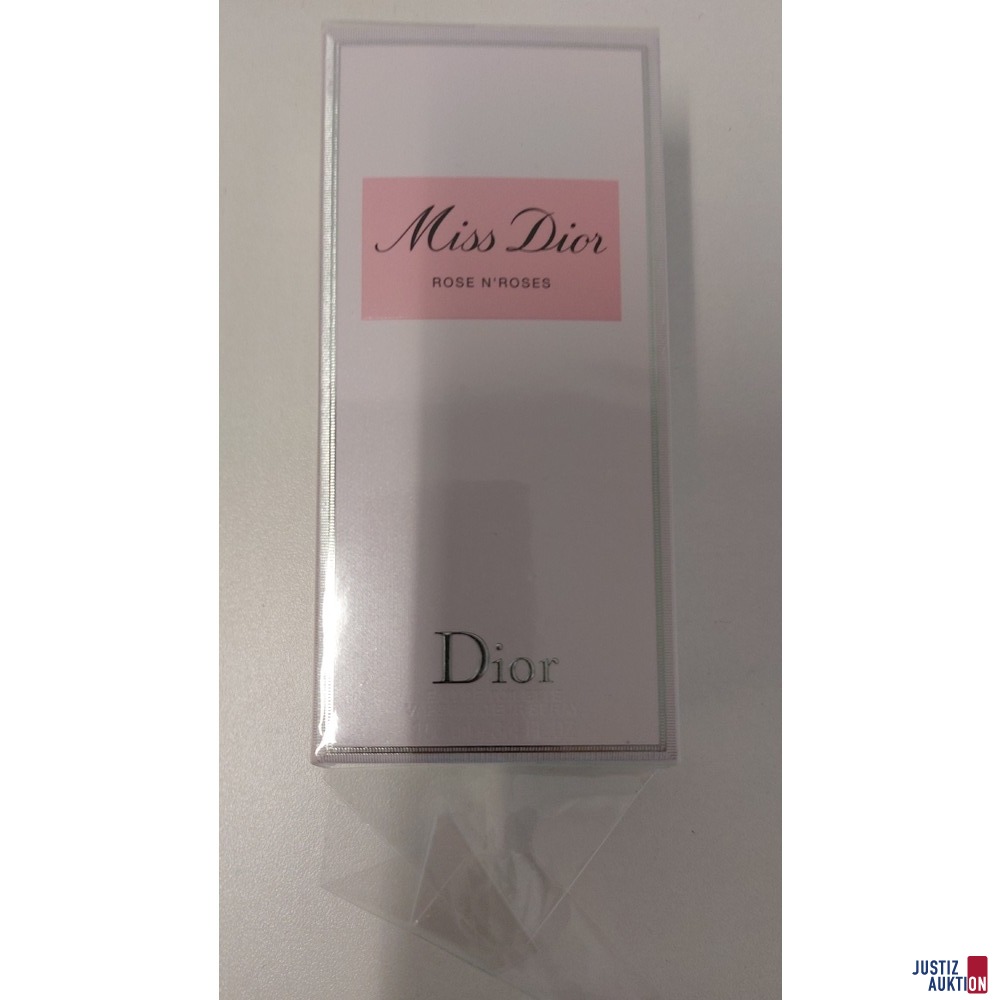 Miss Dior
ROSE N'ROSES
Dior
JUSTIZ
AUKTION